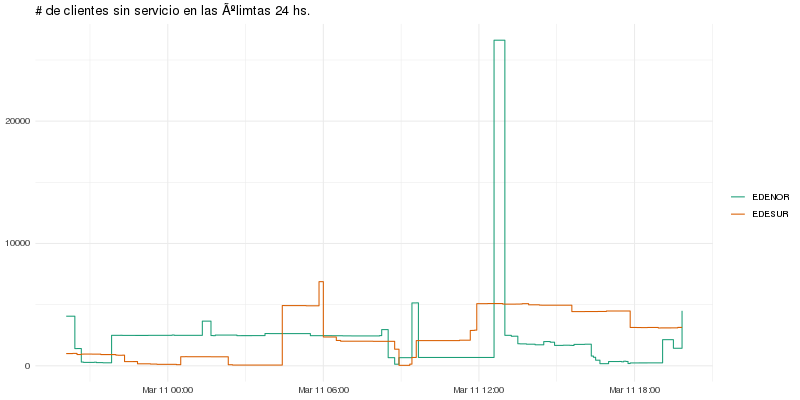 # de clientes sin servicio en las Ãºlimtas 24 hs.
20000
10000
0
Mar 11 00:00
Mar 11 06:00
Mar 11 12:00
Mar 11 18:00
EDENOR
EDESUR